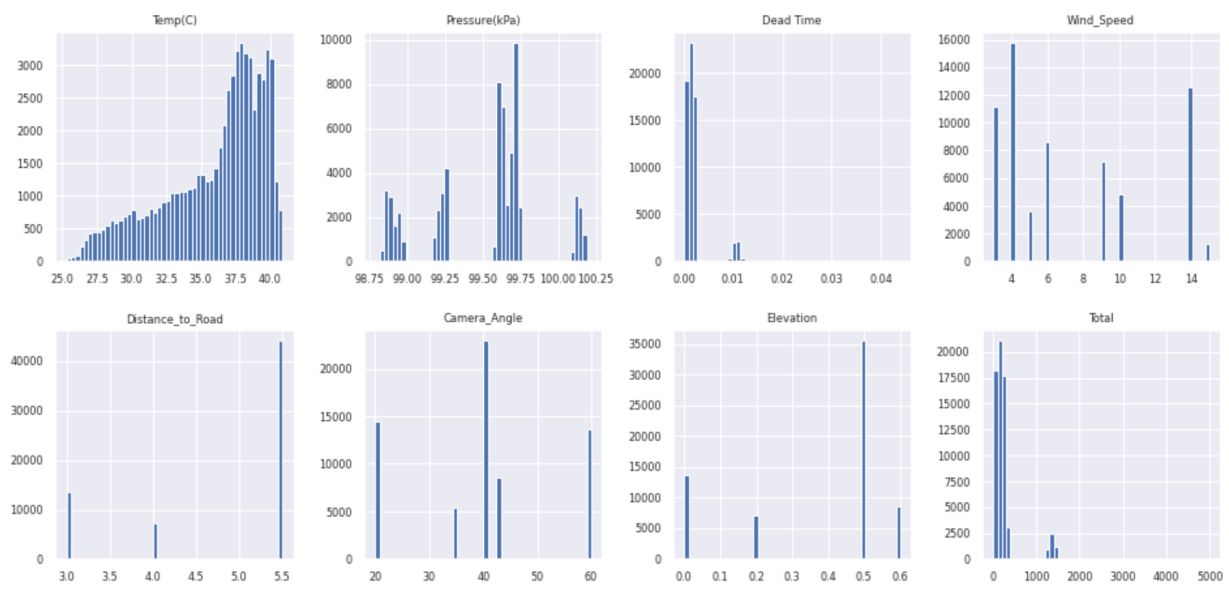 Temp(C) Pressure(kPa) Dead Time Wind_Speed
3000 10000 20000 16000
2500 8000 15000 14000
2000 6000 10000 12000
1500 4000 5000 10000
1000 2000 0 8000
500 0 6000
0 4000
2000
0
25.0 27.5 30.0 32.5 35.0 37.5 40.0 98.75 99.00 99.25 99.50 99.75 100.00 100.25 0.00 0.01 0.02 0.03 0.04 4 6 8 10 12 14
Distance_to_Road Camera_Angle Elevation Total
40000 20000 35000 20000
30000 15000 30000 17500
20000 10000 25000 15000
10000 5000 20000 12500
0 0 15000 10000
10000 7500
5000 5000
0 2500
0
3.0 3.5 4.0 4.5 5.0 5.5 20 30 40 50 60 0.0 0.1 0.2 0.3 0.4 0.5 0.6 0 1000 2000 3000 4000 5000